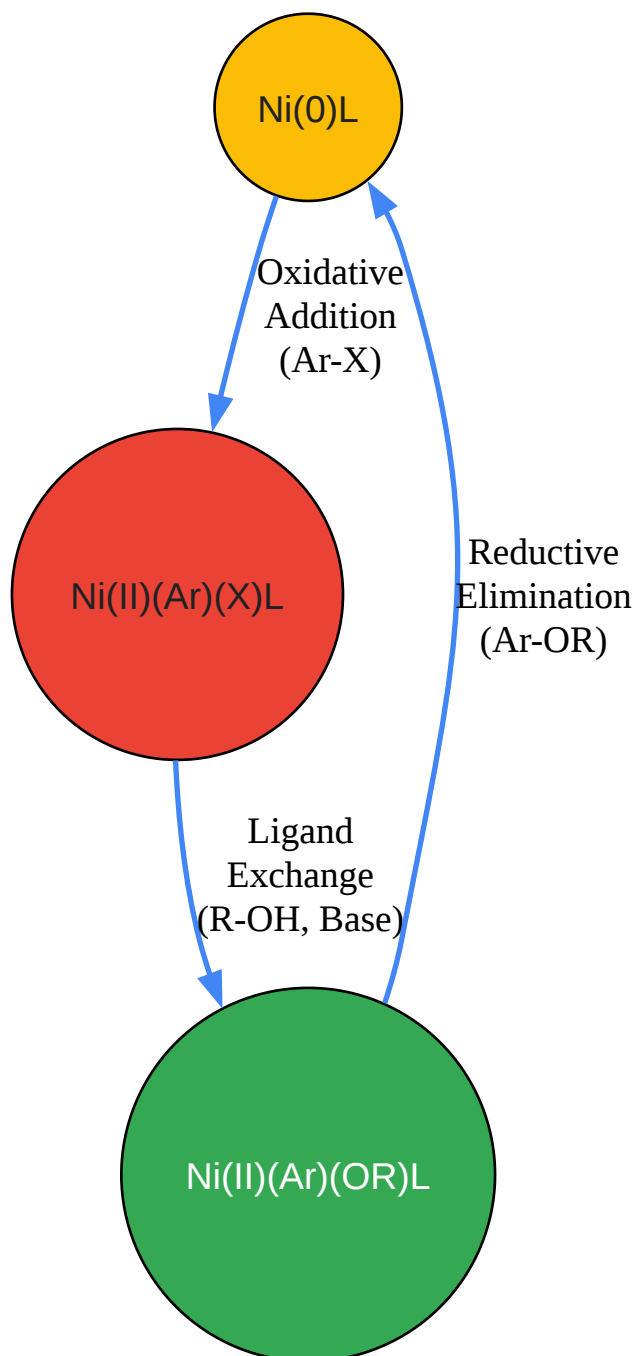 Ni(0)L
Oxidative
Addition
(Ar-X)
Ni(II)(Ar)(X)L
Reductive
Elimination
(Ar-OR)
Ligand
Exchange
(R-OH, Base)
Ni(II)(Ar)(OR)L